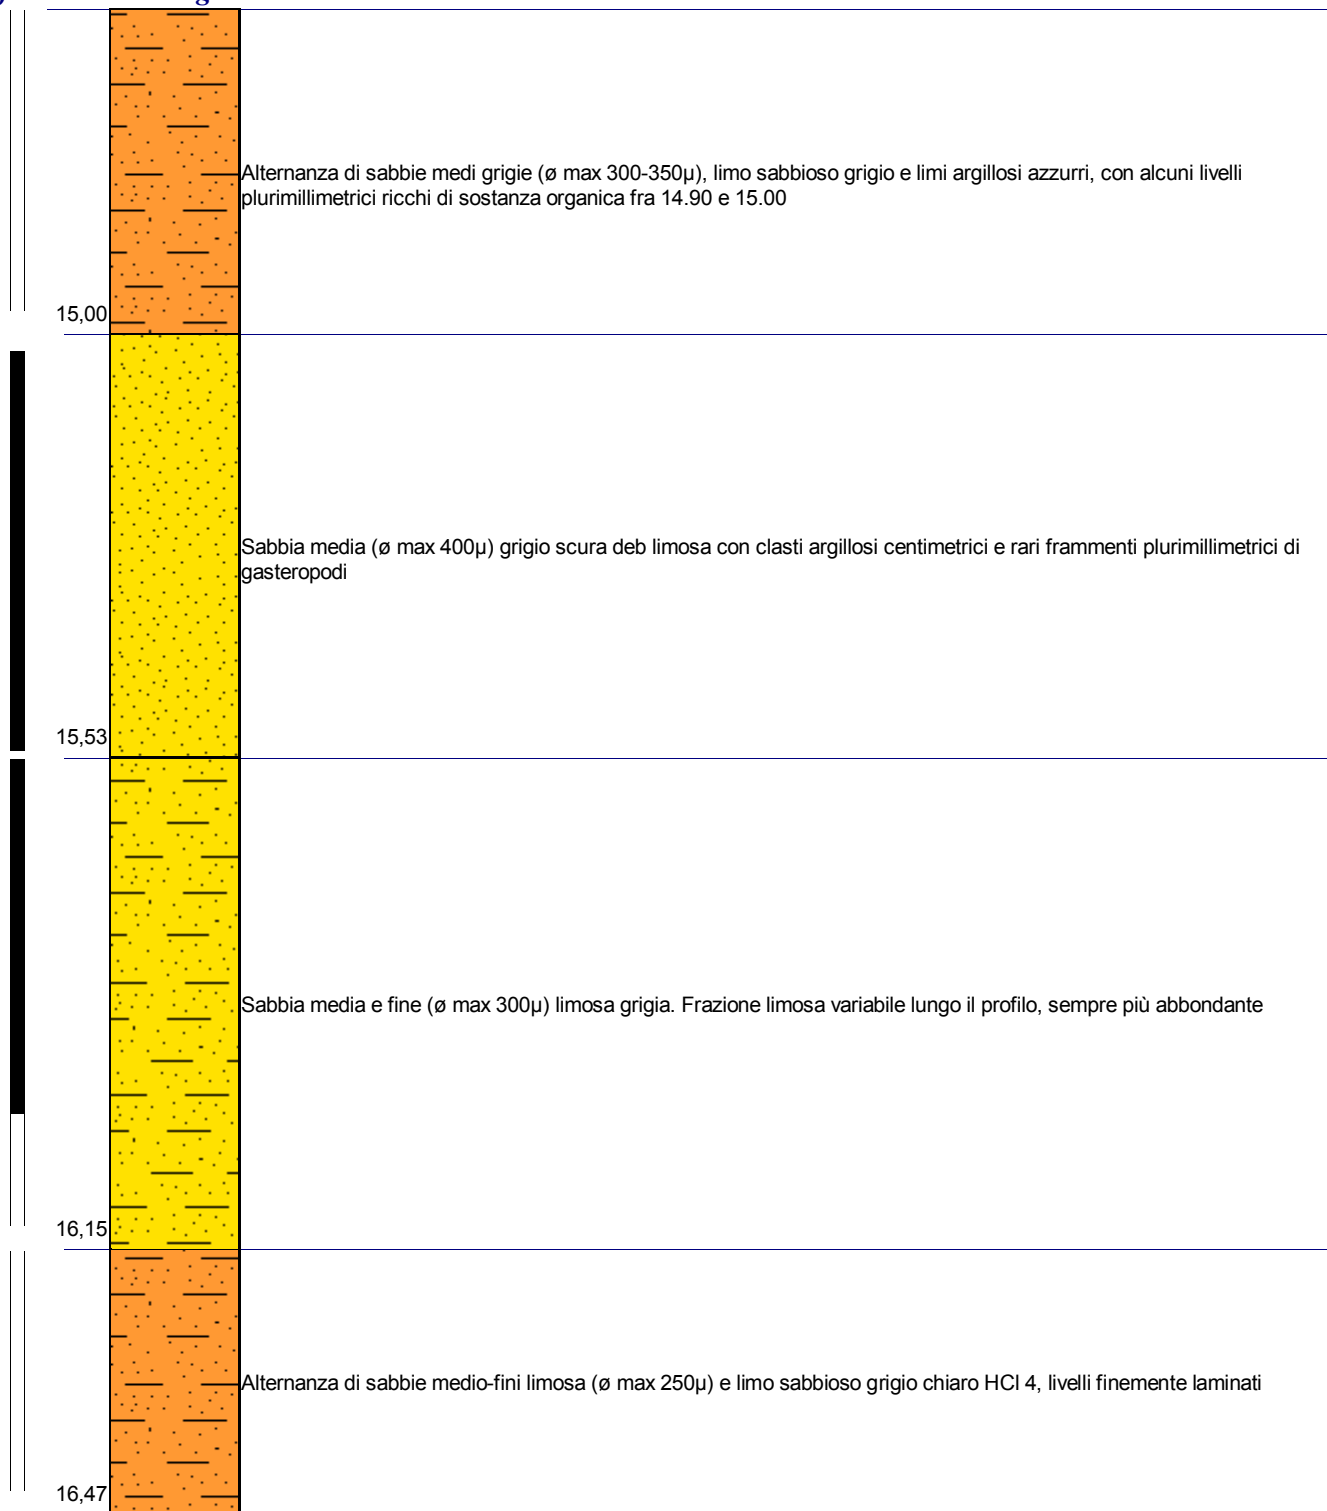 Alternanza di sabbie medi grigie (ø max 300-350µ), limo sabbioso grigio e limi argillosi azzurri, con alcuni livelli
plurimillimetrici ricchi di sostanza organica fra 14.90 e 15.00
15,00
Sabbia media (ø max 400µ) grigio scura deb limosa con clasti argillosi centimetrici e rari frammenti plurimillimetrici di
gasteropodi
15,53
Sabbia media e fine (ø max 300µ) limosa grigia. Frazione limosa variabile lungo il profilo, sempre più abbondante
16,15
Alternanza di sabbie medio-fini limosa (ø max 250µ) e limo sabbioso grigio chiaro HCl 4, livelli finemente laminati
16,47